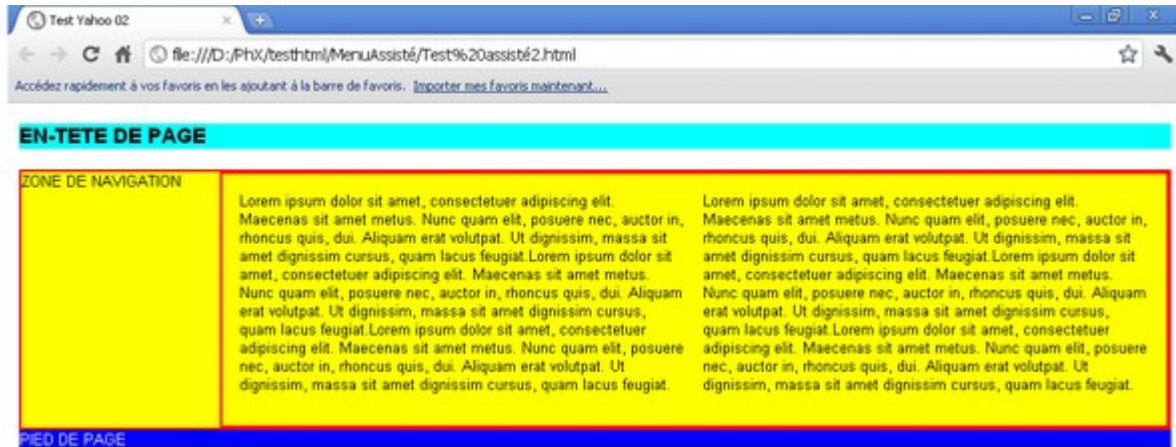 Test Yahoo 02
file:///D:/PhX/testhtml/MenuAssisté/Test%20assisté2.html
Accédez rapidement à vos favoris en les ajoutant à la barre de favoris. Importer mes favoris maintenant...
EN-TETE DE PAGE
ZONE DE NAVIGATION
Lorem ipsum dolor sit amet, consectetuer adipiscing elit.
Maecenas sit amet metus. Nunc quam elit, posuere nec, auctor in,
rhoncus quis, dui. Aliquam erat volutpat. Ut dignissim, massa sit
amet dignissim cursus, quam lacus feugiat.Lorem ipsum dolor sit
amet, consectetuer adipiscing elit. Maecenas sit amet metus.
Nunc quam elit, posuere nec, auctor in, rhoncus quis, dui. Aliquam
erat volutpat. Ut dignissim, massa sit amet dignissim cursus,
quam lacus feugiat.Lorem ipsum dolor sit amet, consectetuer
adipiscing elit. Maecenas sit amet metus. Nunc quam elit, posuere
nec, auctor in, rhoncus quis, dui. Aliquam erat volutpat. Ut
dignissim, massa sit amet dignissim cursus, quam lacus feugiat.
Lorem ipsum dolor sit amet, consectetuer adipiscing elit.
Maecenas sit amet metus. Nunc quam elit, posuere nec, auctor in,
rhoncus quis, dui. Aliquam erat volutpat. Ut dignissim, massa sit
amet dignissim cursus, quam lacus feugiat.Lorem ipsum dolor sit
amet, consectetuer adipiscing elit. Maecenas sit amet metus.
Nunc quam elit, posuere nec, auctor in, rhoncus quis, dui. Aliquam
erat volutpat. Ut dignissim, massa sit amet dignissim cursus,
quam lacus feugiat.Lorem ipsum dolor sit amet, consectetuer
adipiscing elit. Maecenas sit amet metus. Nunc quam elit, posuere
nec, auctor in, rhoncus quis, dui. Aliquam erat volutpat. Ut
dignissim, massa sit amet dignissim cursus, quam lacus feugiat.
PIED DE PAGE